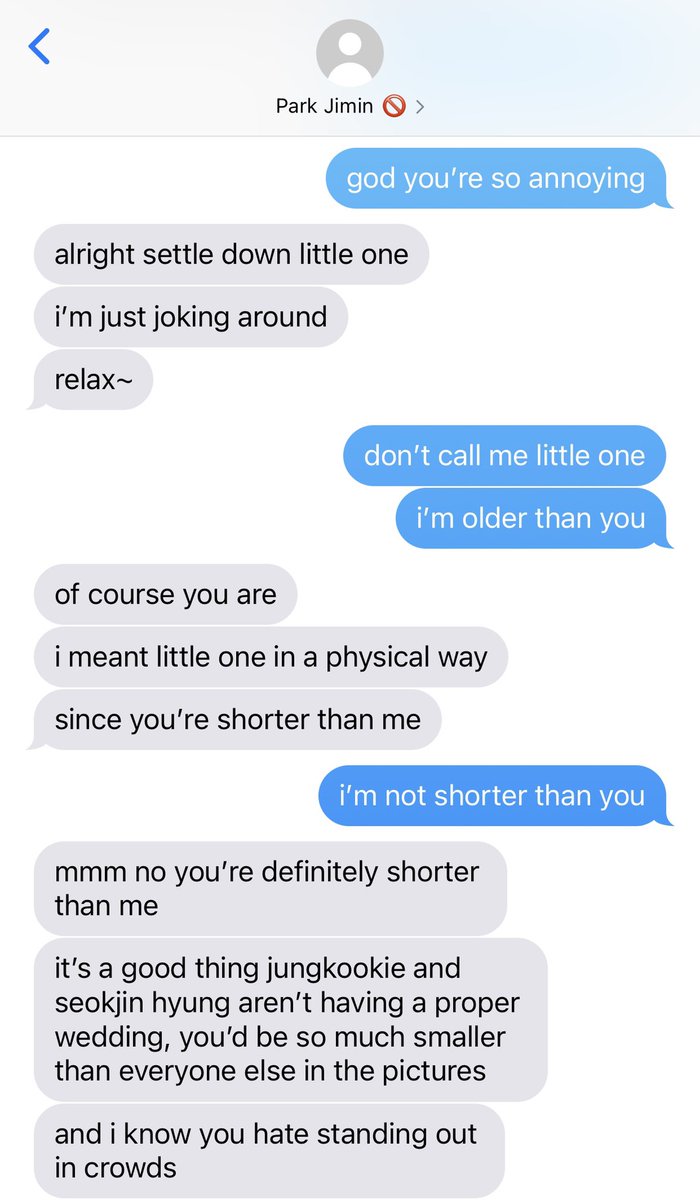 Park Jimin 🚫
god you’re so annoying
alright settle down little one
i’m just joking around
relax~
don’t call me little one
i’m older than you
of course you are
i meant little one in a physical way
since you’re shorter than me
i’m not shorter than you
mmm no you’re definitely shorter
than me
it’s a good thing jungkookie and
seokjin hyung aren’t having a proper
wedding, you’d be so much smaller
than everyone else in the pictures
and i know you hate standing out
in crowds